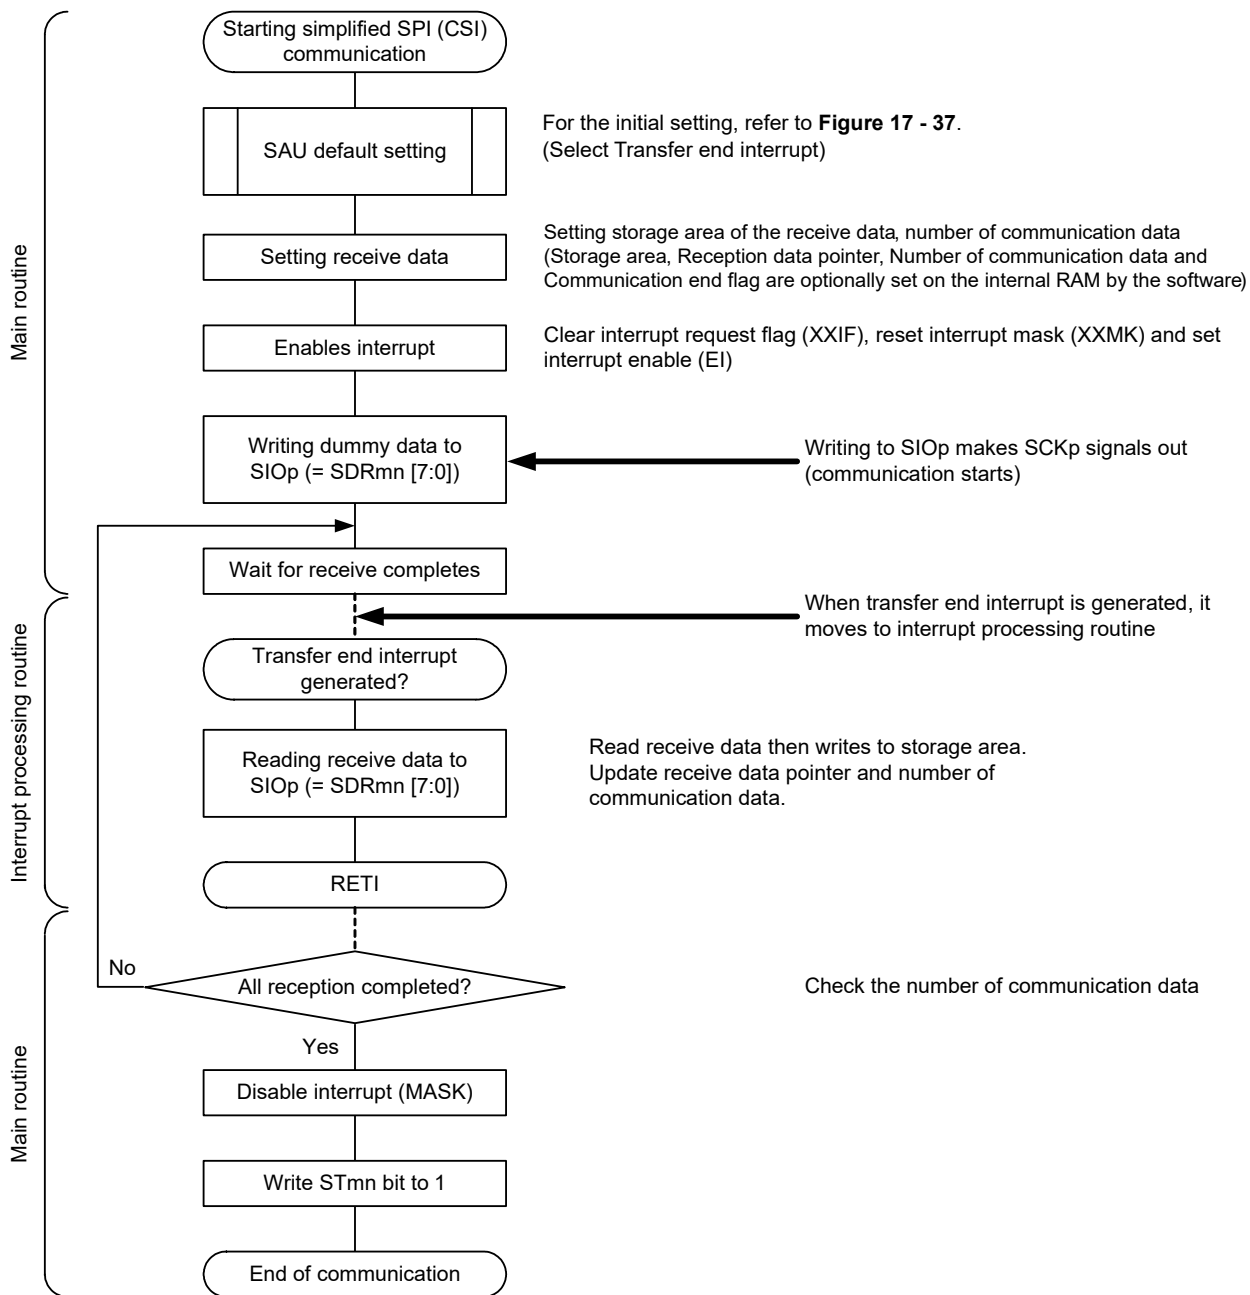 Starting simplified SPI (CSI)
communication
SAU default setting
For the initial setting, refer to Figure 17 - 37.
(Select Transfer end interrupt)
Setting receive data
Setting storage area of the receive data, number of communication data
(Storage area, Reception data pointer, Number of communication data and
Communication end flag are optionally set on the internal RAM by the software)
Main routine
Enables interrupt
Clear interrupt request flag (XXIF), reset interrupt mask (XXMK) and set
interrupt enable (EI)
Writing dummy data to
SIOp (= SDRmn [7:0])
Writing to SIOp makes SCKp signals out
(communication starts)
Wait for receive completes
When transfer end interrupt is generated, it
moves to interrupt processing routine
Transfer end interrupt
generated?
Interrupt processing routine
Reading receive data to
SIOp (= SDRmn [7:0])
Read receive data then writes to storage area.
Update receive data pointer and number of
communication data.
RETI
No
All reception completed?
Check the number of communication data
Yes
Main routine
Disable interrupt (MASK)
Write STmn bit to 1
End of communication